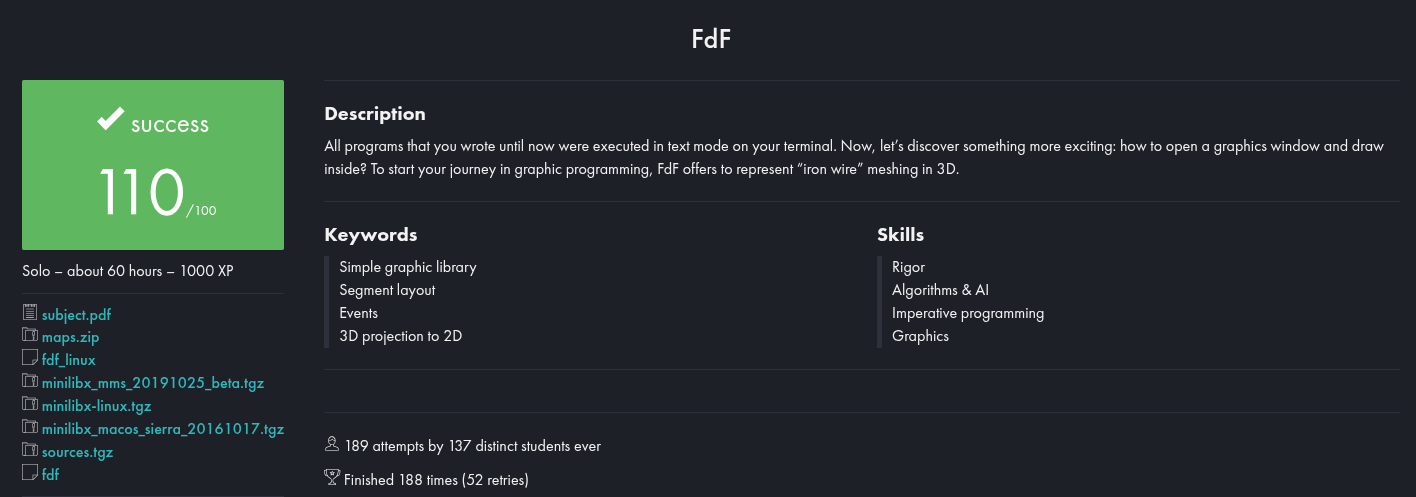 FdF
success
110/100
Solo – about 60 hours – 1000 XP
subject.pdf
maps.zip
fdf_linux
minilibx_mms_20191025_beta.tgz
minilibx-linux.tgz
minilibx_macos_sierra_20161017.tgz
sources.tgz
fdf
Description
All programs that you wrote until now were executed in text mode on your terminal. Now, let’s discover something more exciting: how to open a graphics window and draw
inside? To start your journey in graphic programming, FdF offers to represent “iron wire” meshing in 3D.
Keywords
Simple graphic library
Segment layout
Events
3D projection to 2D
Skills
Rigor
Algorithms & AI
Imperative programming
Graphics
189 attempts by 137 distinct students ever
Finished 188 times (52 retries)